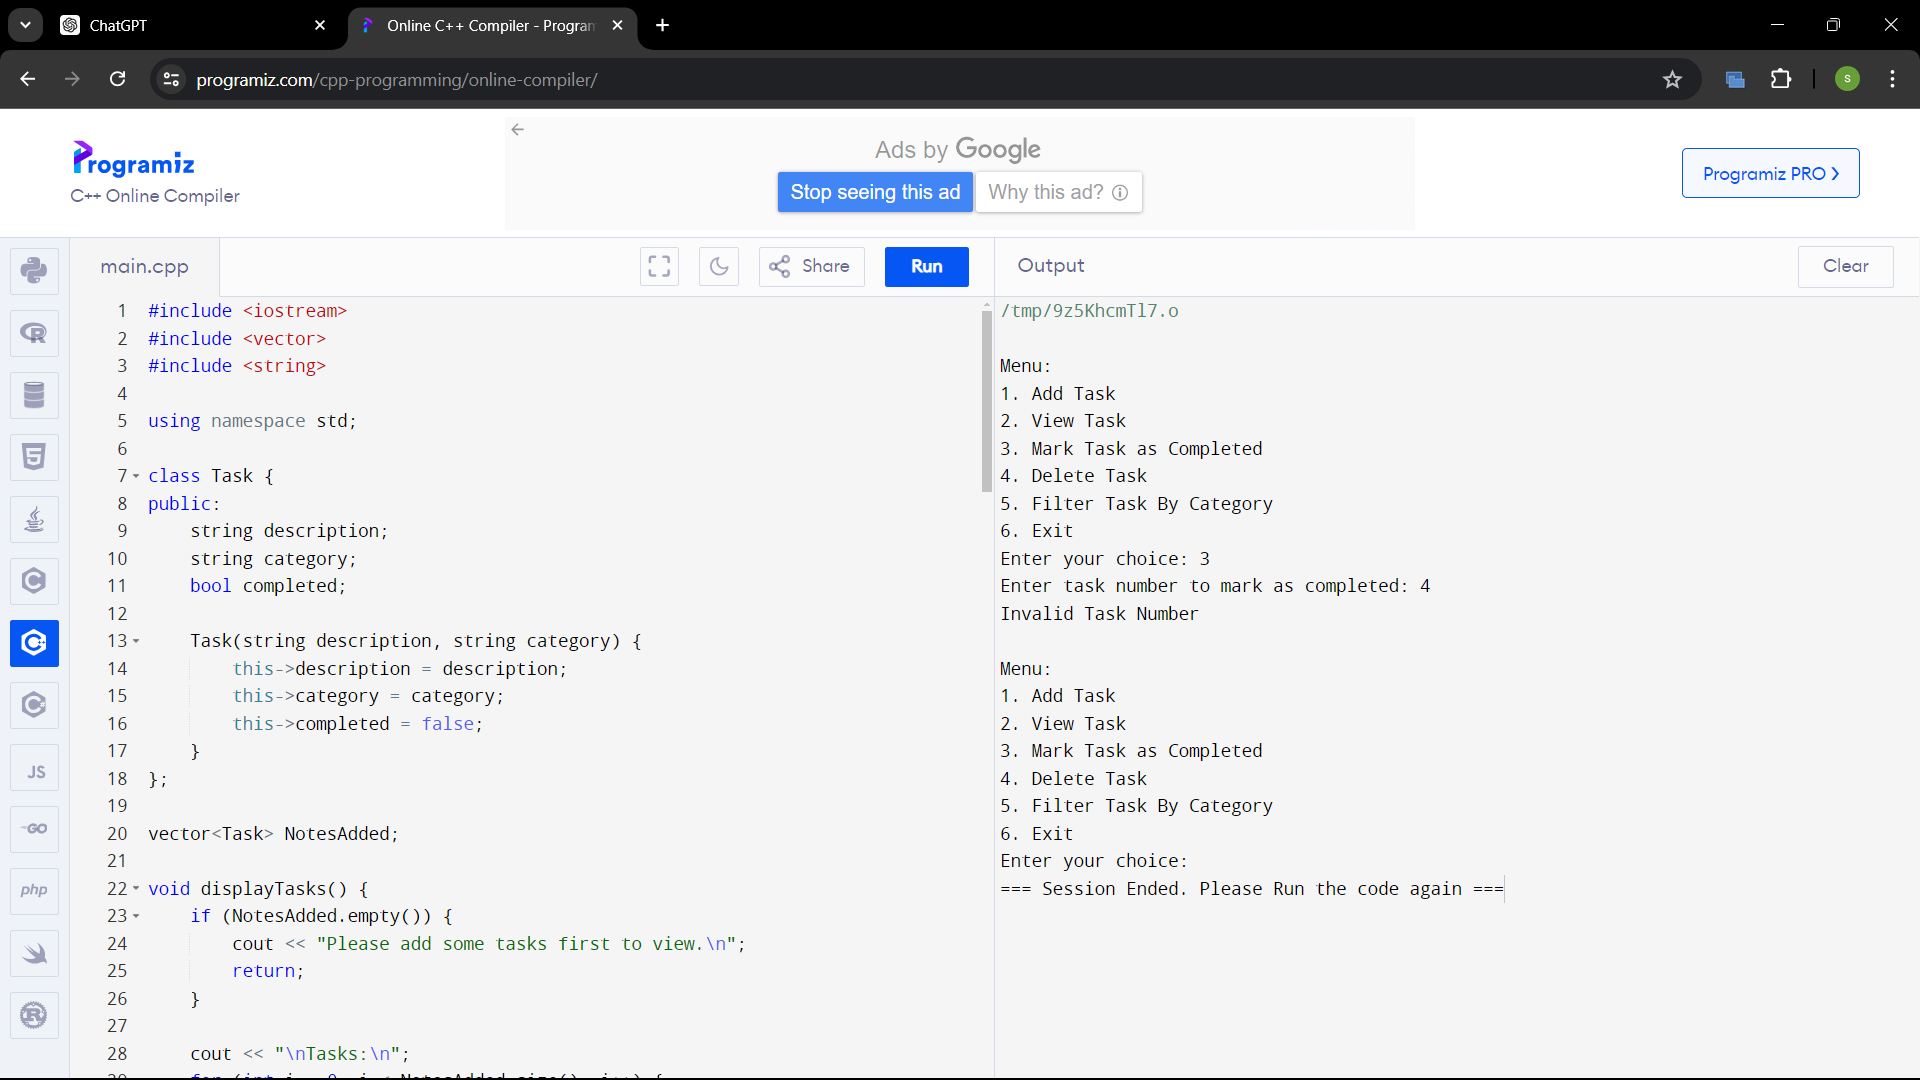 ChatGPT
Online C++ Compiler - Program
programiz.com/cpp-programming/online-compiler/
S
Programiz
C++ Online Compiler
Ads by Google
Stop seeing this ad
Why this ad?
Programiz PRO >
main.cpp
Share
Run
Output
Clear
1 #include <iostream>
2 #include <vector>
3 #include <string>
4
5 using namespace std;
6
7 class Task {
8 public:
9     string description;
10     string category;
11     bool completed;
12
13     Task(string description, string category) {
14         this->description = description;
15         this->category = category;
16         this->completed = false;
17     }
18 };
19
20 vector<Task> NotesAdded;
21
22 void displayTasks() {
23     if (NotesAdded.empty()) {
24         cout << "Please add some tasks first to view.\n";
25         return;
26     }
27
28     cout << "\nTasks:\n";
JS
GO
php
/tmp/9z5KhcmTl7.o
Menu:
1. Add Task
2. View Task
3. Mark Task as Completed
4. Delete Task
5. Filter Task By Category
6. Exit
Enter your choice: 3
Enter task number to mark as completed: 4
Invalid Task Number
Menu:
1. Add Task
2. View Task
3. Mark Task as Completed
4. Delete Task
5. Filter Task By Category
6. Exit
Enter your choice:
=== Session Ended. Please Run the code again ===